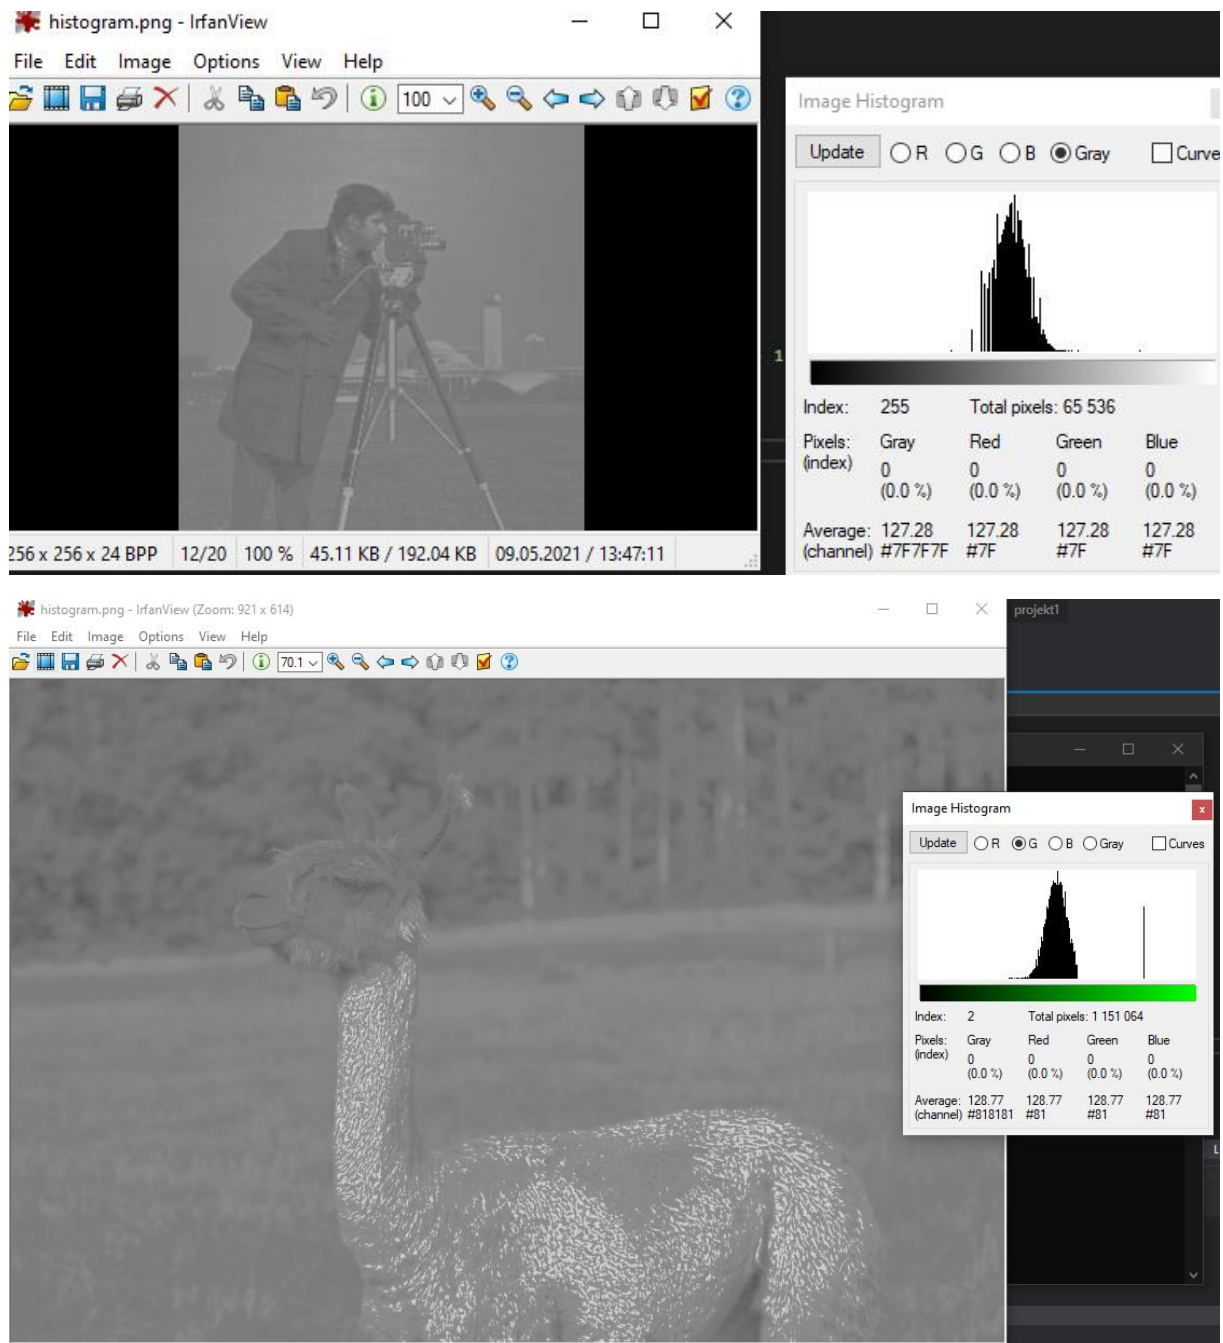 histogram.png - IrfanView
File Edit Image Options View Help
100
256 x 256 x 24 BPP 12/20 100 % 45.11 KB / 192.04 KB 09.05.2021 / 13:47:11
1
Image Histogram
Update R G B Gray Curve
Index: 255 Total pixels: 65 536
Pixels: Gray Red Green Blue
(index) 0 0 0 0
(0.0 %) (0.0 %) (0.0 %) (0.0 %)
Average: 127.28 127.28 127.28 127.28
(channel) #7F7F7F #7F #7F #7F
histogram.png - IrfanView (Zoom: 921 x 614)
File Edit Image Options View Help
70.1
projekt1
Image Histogram
Update R G B Gray Curves
Index: 2 Total pixels: 1 151 064
Pixels: Gray Red Green Blue
(index) 0 0 0 0
(0.0 %) (0.0 %) (0.0 %) (0.0 %)
Average: 128.77 128.77 128.77 128.77
(channel) #818181 #81 #81 #81
L